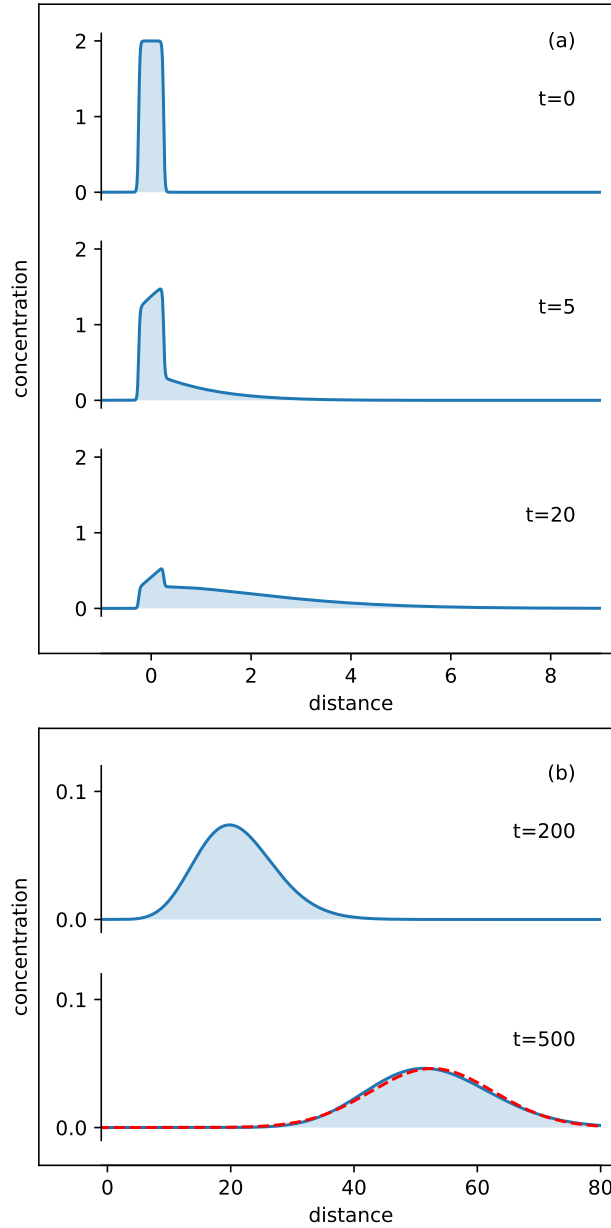 (a)
2
1
0
t=0
2
1
0
t=5
2
1
0
t=20
concentration
0 2 4 6 8
distance
(b)
0.1
0.0
t=200
0.1
0.0
t=500
concentration
0 20 40 60 80
distance